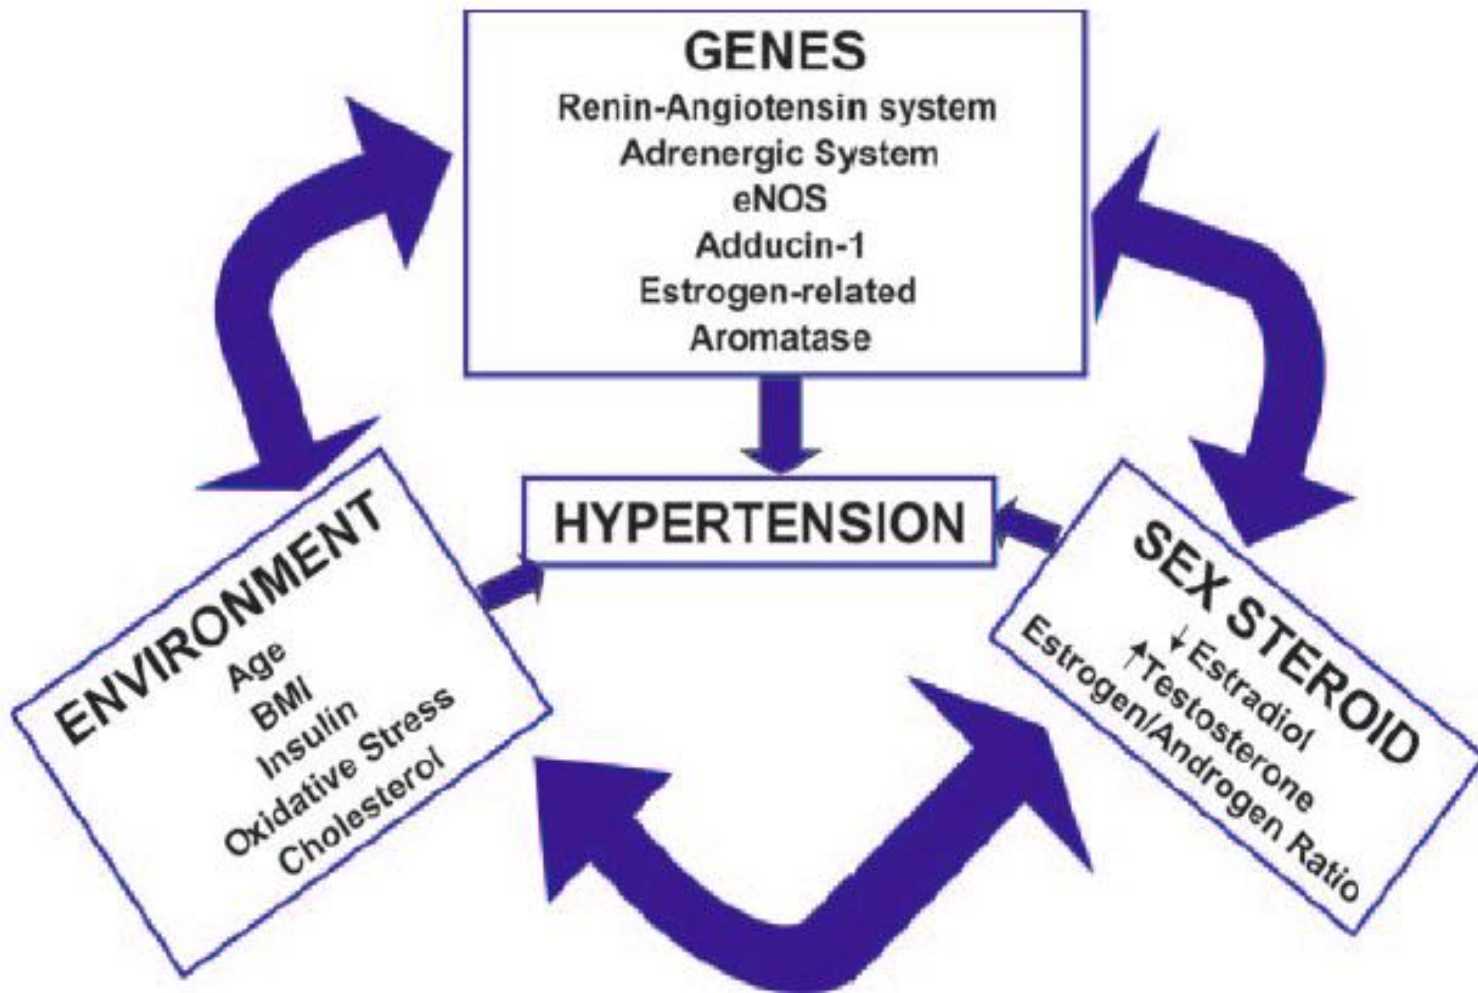 GENES
Renin-Angiotensin system
Adrenergic System
eNOS
Adducin-1
Estrogen-related
Aromatase
HYPERTENSION
ENVIRONMENT
Age
BMI
Insulin
Oxidative Stress
Cholesterol
SEX STEROID
↓Estradiol
↑Testosterone
Estrogen/Androgen Ratio